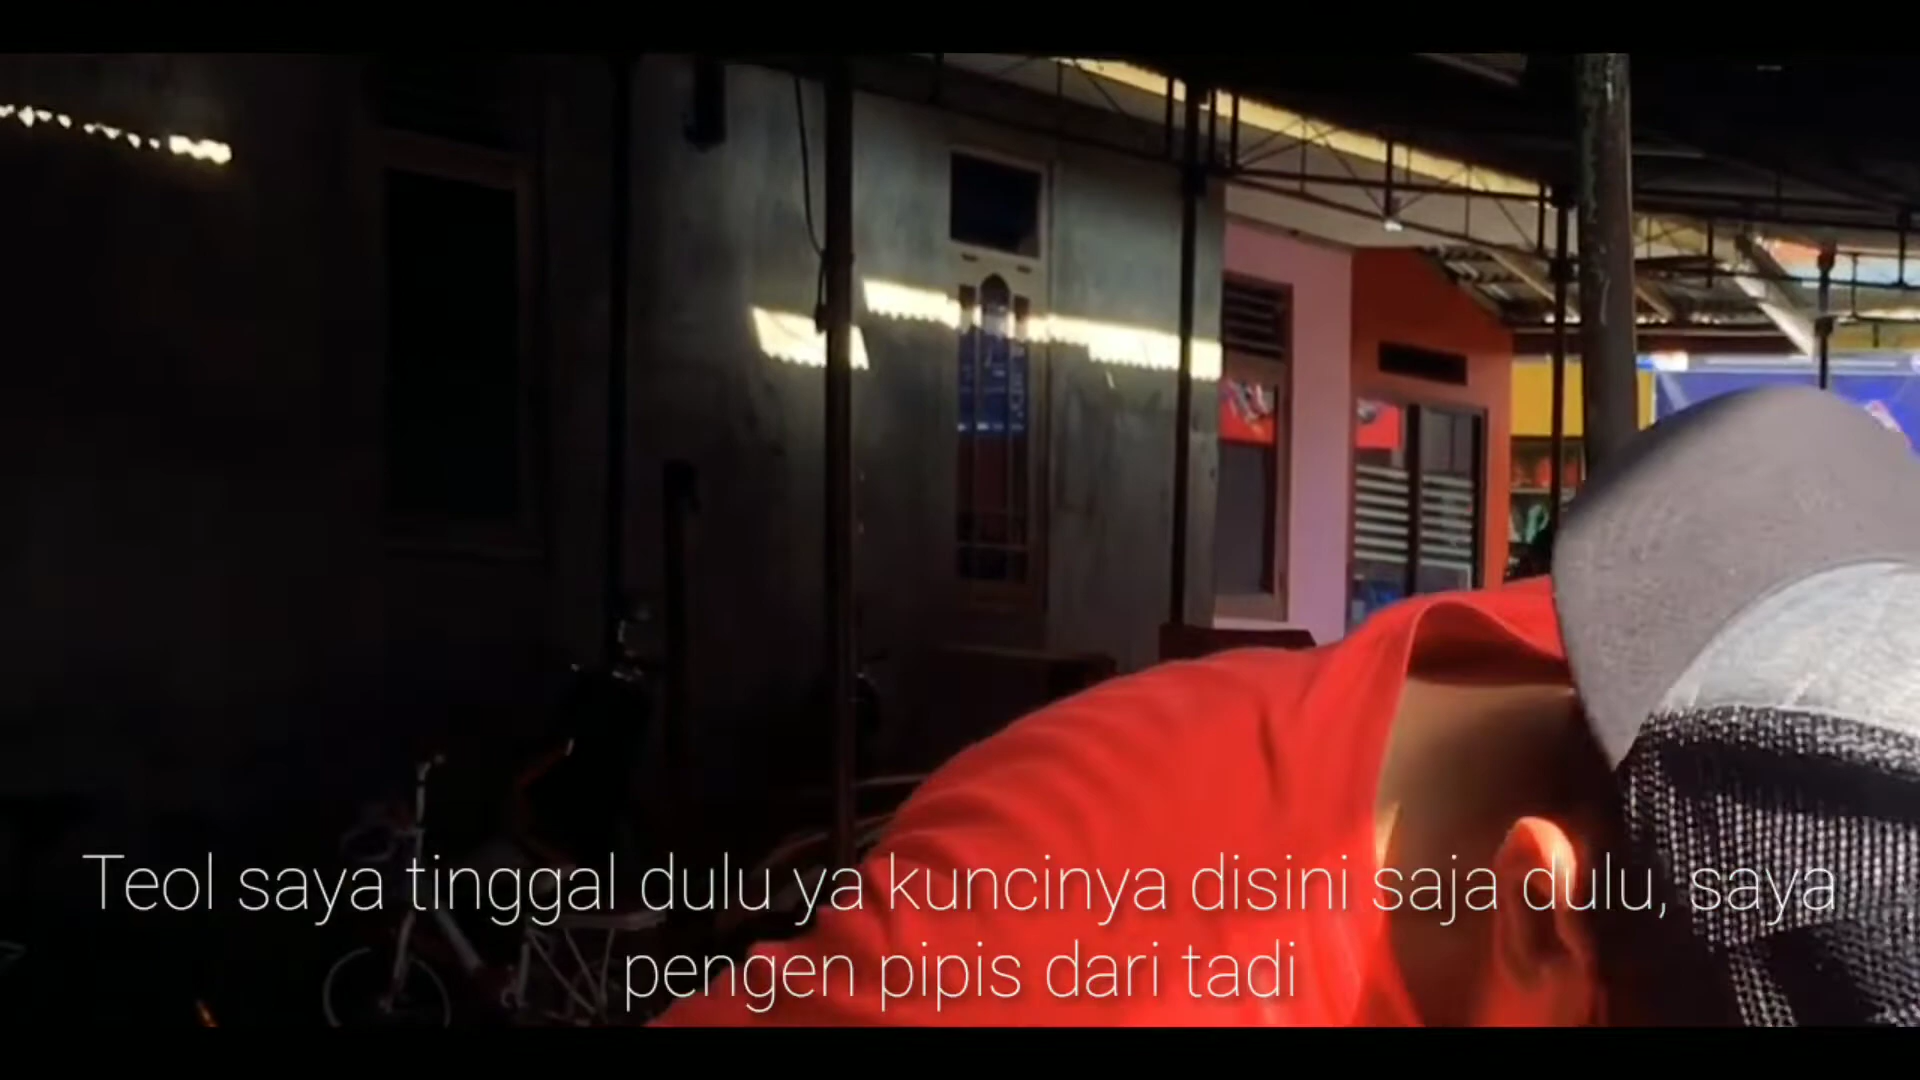 Teol saya tinggal dulu ya kuncinya disini saja dulu, saya
pengen pipis dari tadi